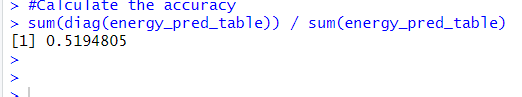 > #Calculate the accuracy
> sum(diag(energy_pred_table)) / sum(energy_pred_table)
[1] 0.5194805
>
>
>